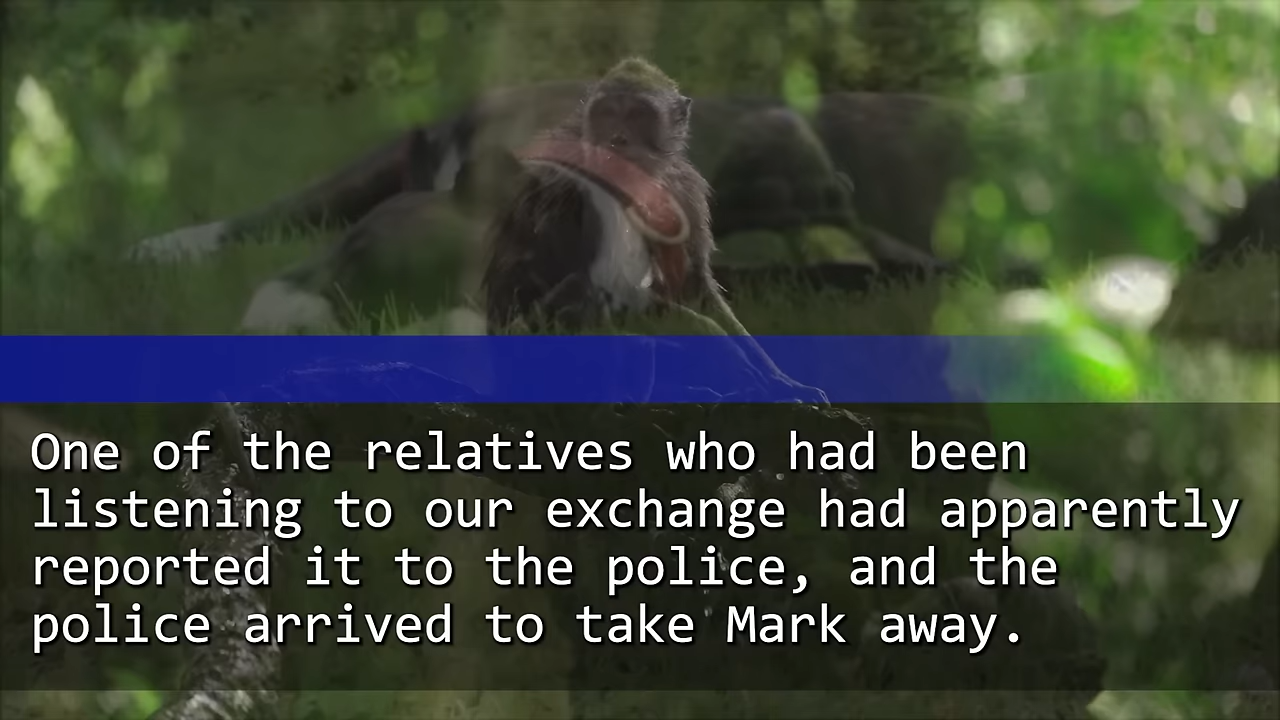 One of the relatives who had been
listening to our exchange had apparently
reported it to the police, and the
police arrived to take Mark away.